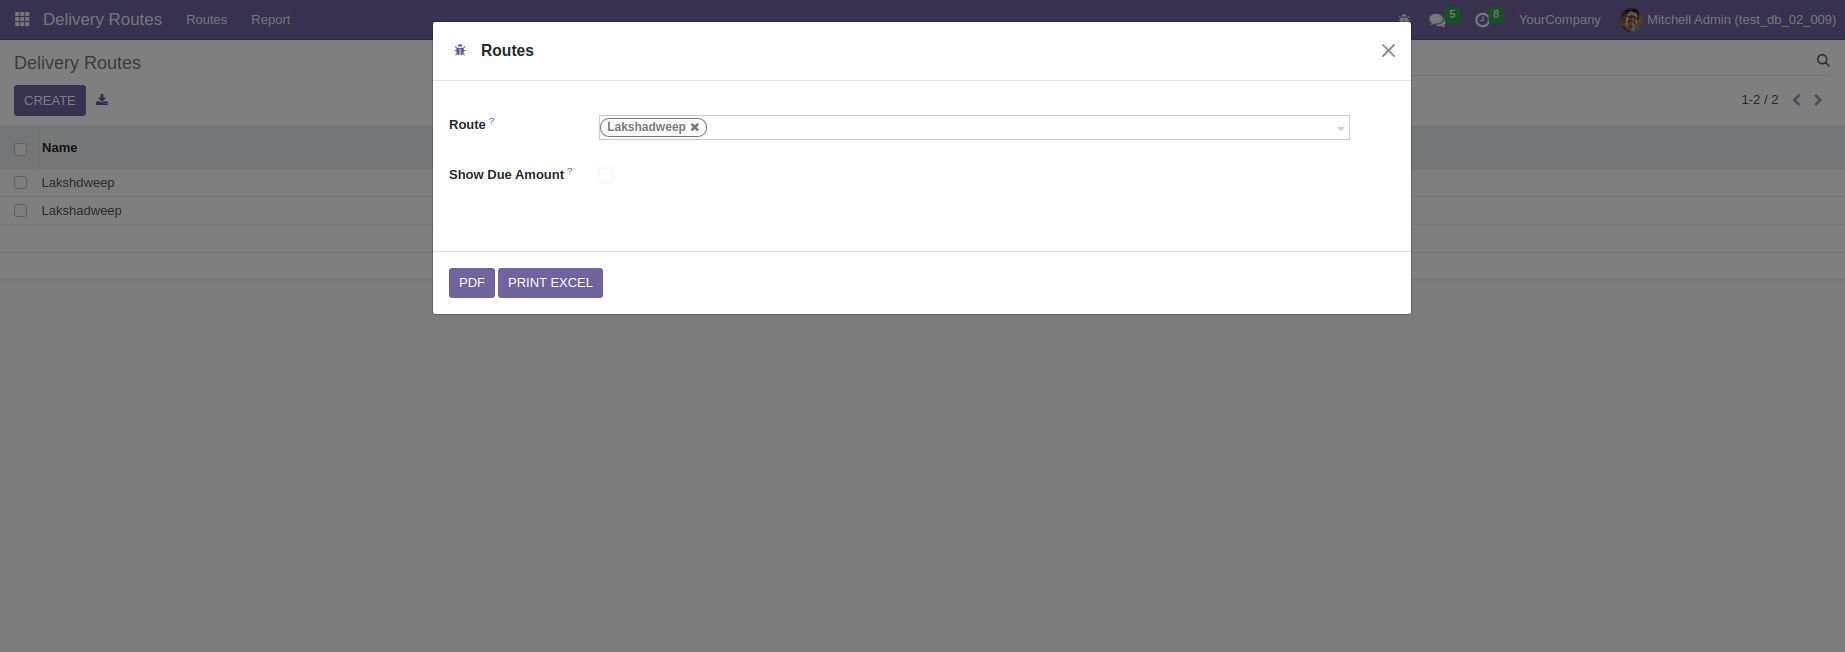 Delivery Routes Routes Report 5 8 YourCompany Mitchell Admin (test_db_02_009)
Routes
Delivery Routes
CREATE
1-2 / 2
Route ?
Lakshadweep
Name
Show Due Amount ?
Lakshdweep
Lakshadweep
PDF PRINT EXCEL